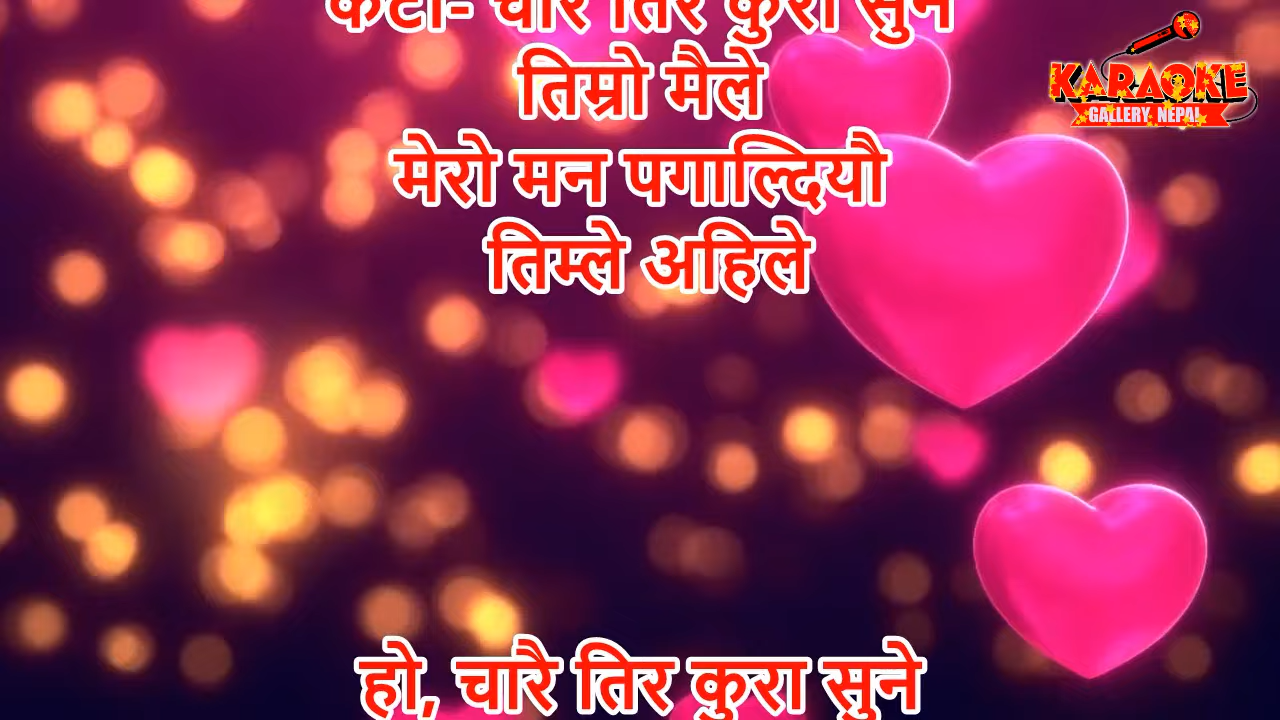 केटा- चारै तिर कुरा सुने
तिम्रो मैले
मेरो मन पगाल्दियौ
तिम्ले अहिले
हो, चारै तिर कुरा सुने
KARAOKE
GALLERY NEPAL